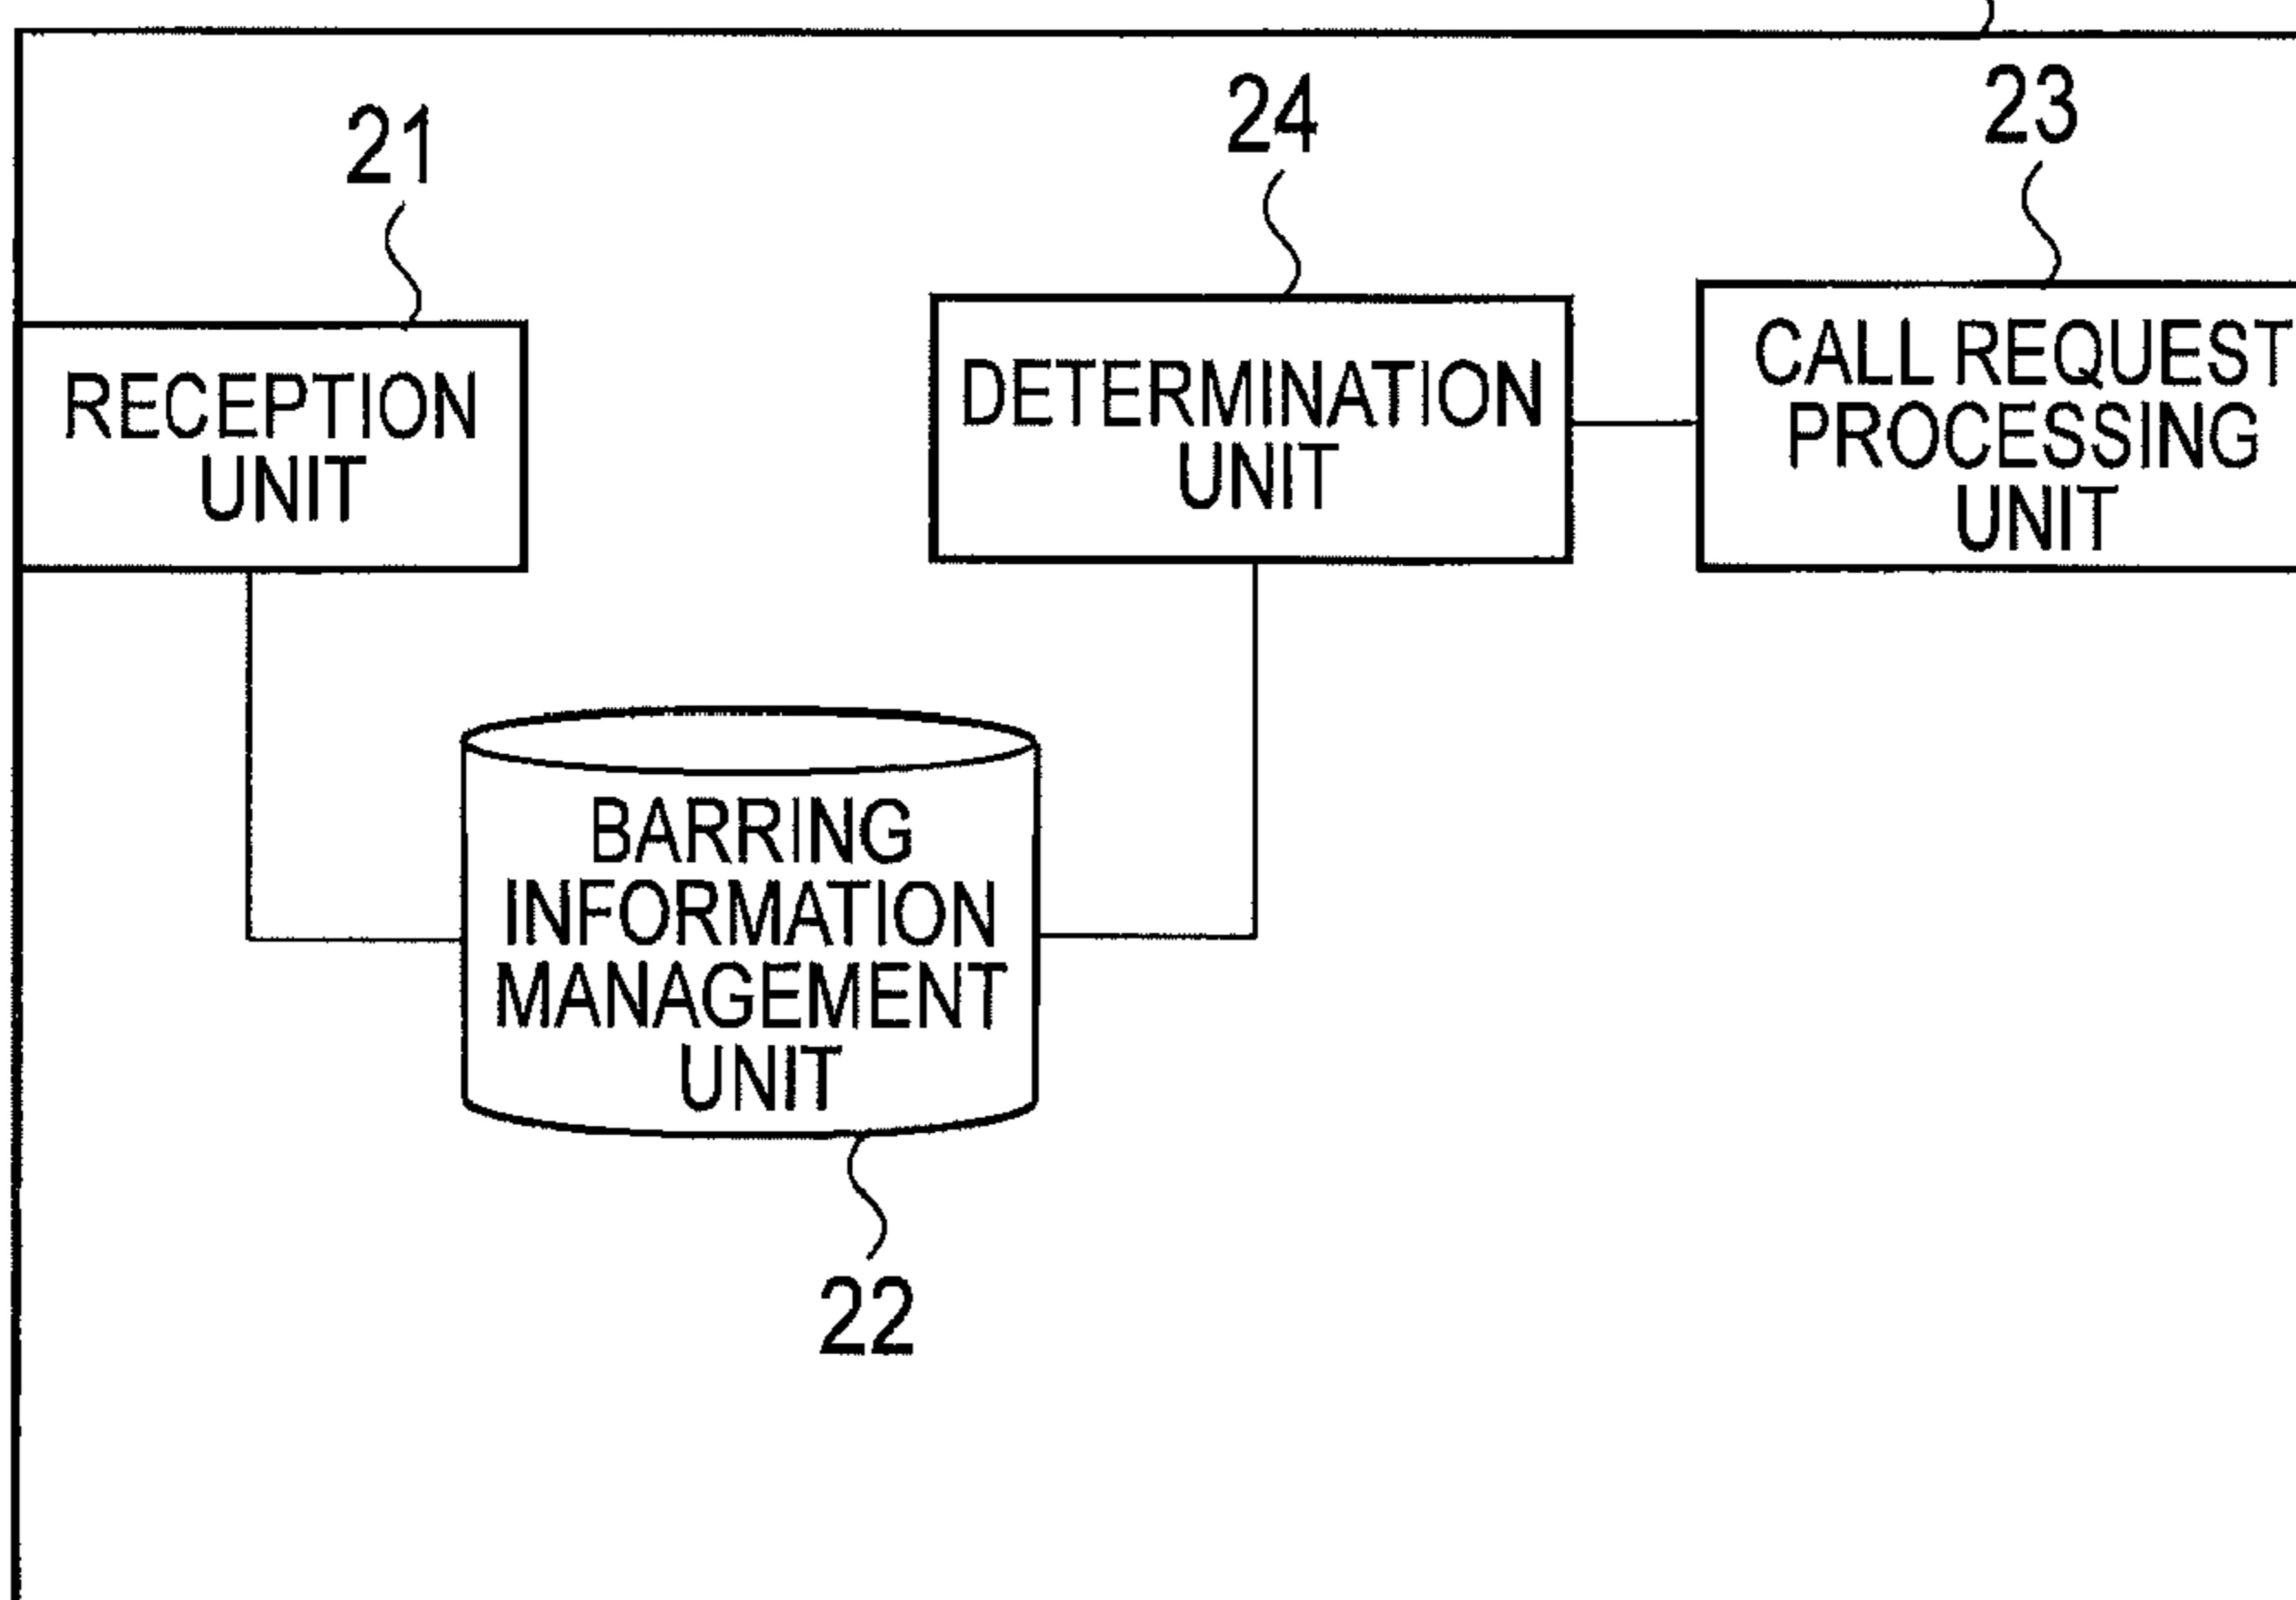 21
24
23
RECEPTION
UNIT
DETERMINATION
UNIT
CALL REQUEST
PROCESSING
UNIT
BARRING
INFORMATION
MANAGEMENT
UNIT
22